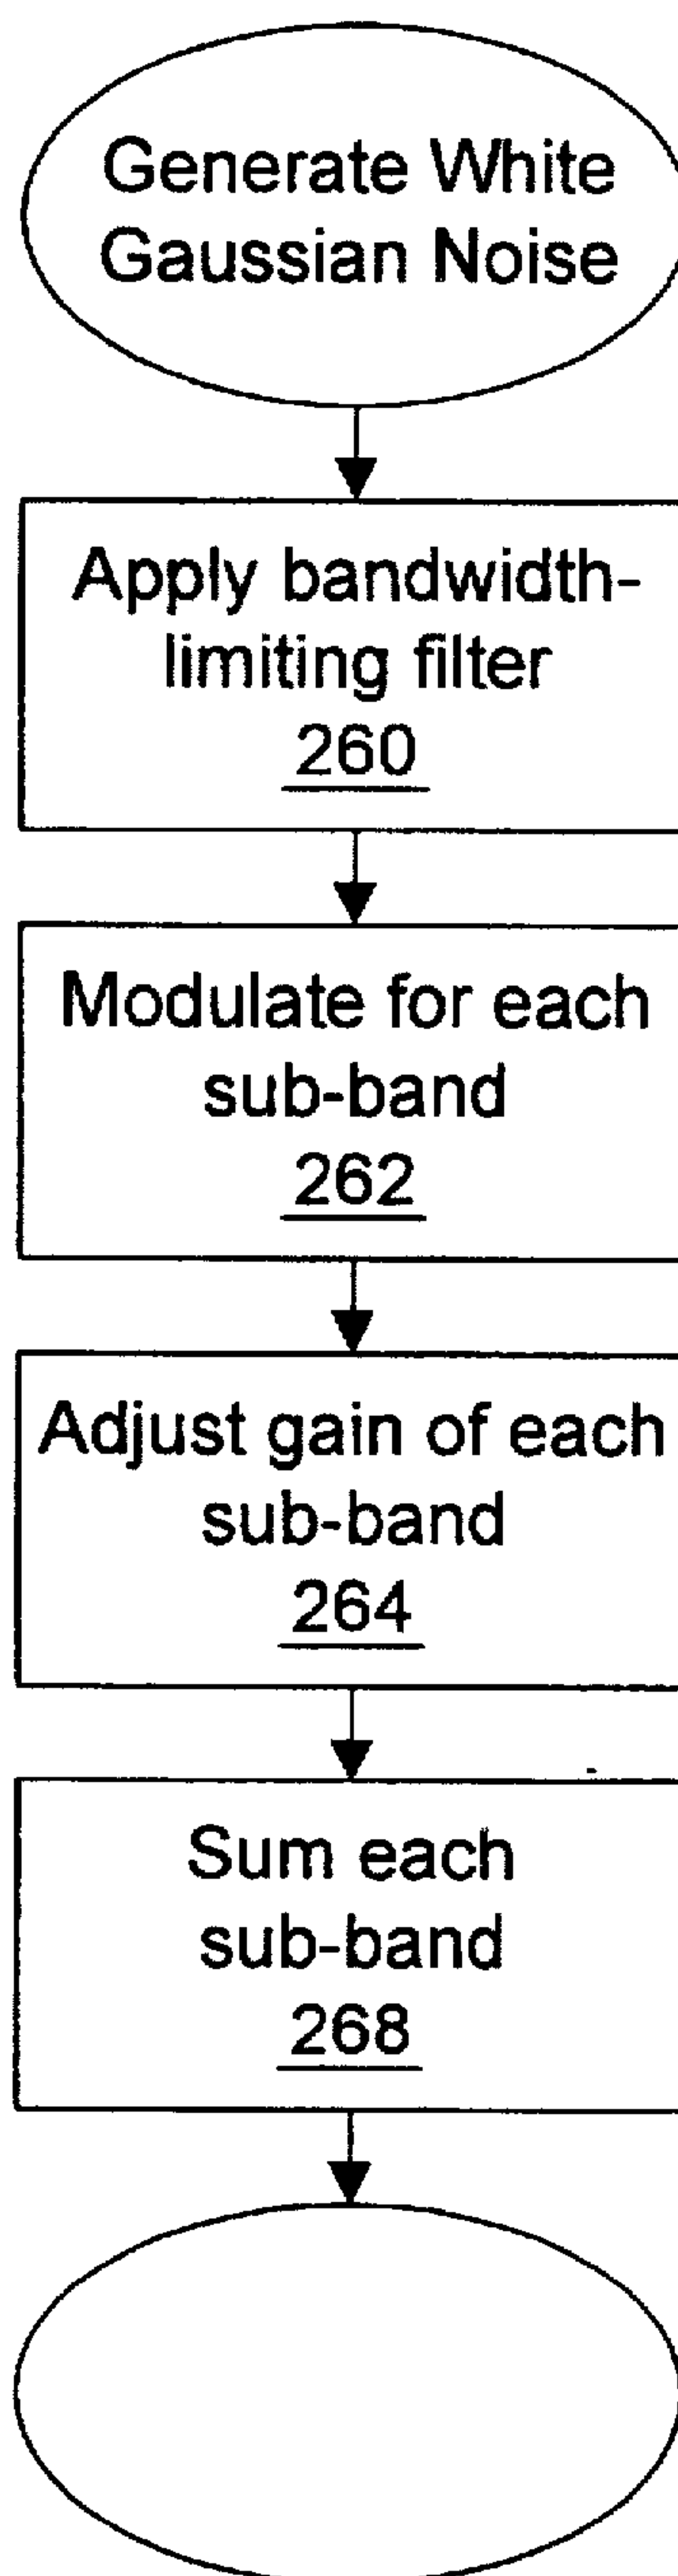 Generate White
Gaussian Noise
Apply bandwidth-
limiting filter
260
Modulate for each
sub-band
262
Adjust gain of each
sub-band
264
Sum each
sub-band
268